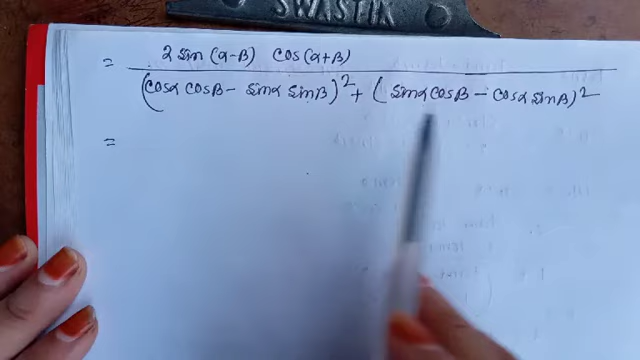 SWASTIK
= 2 sin (α-β) cos (α+β)
(cosα cosβ - sinα sinβ)² + (sinα cosβ - cosα sinβ)²
=